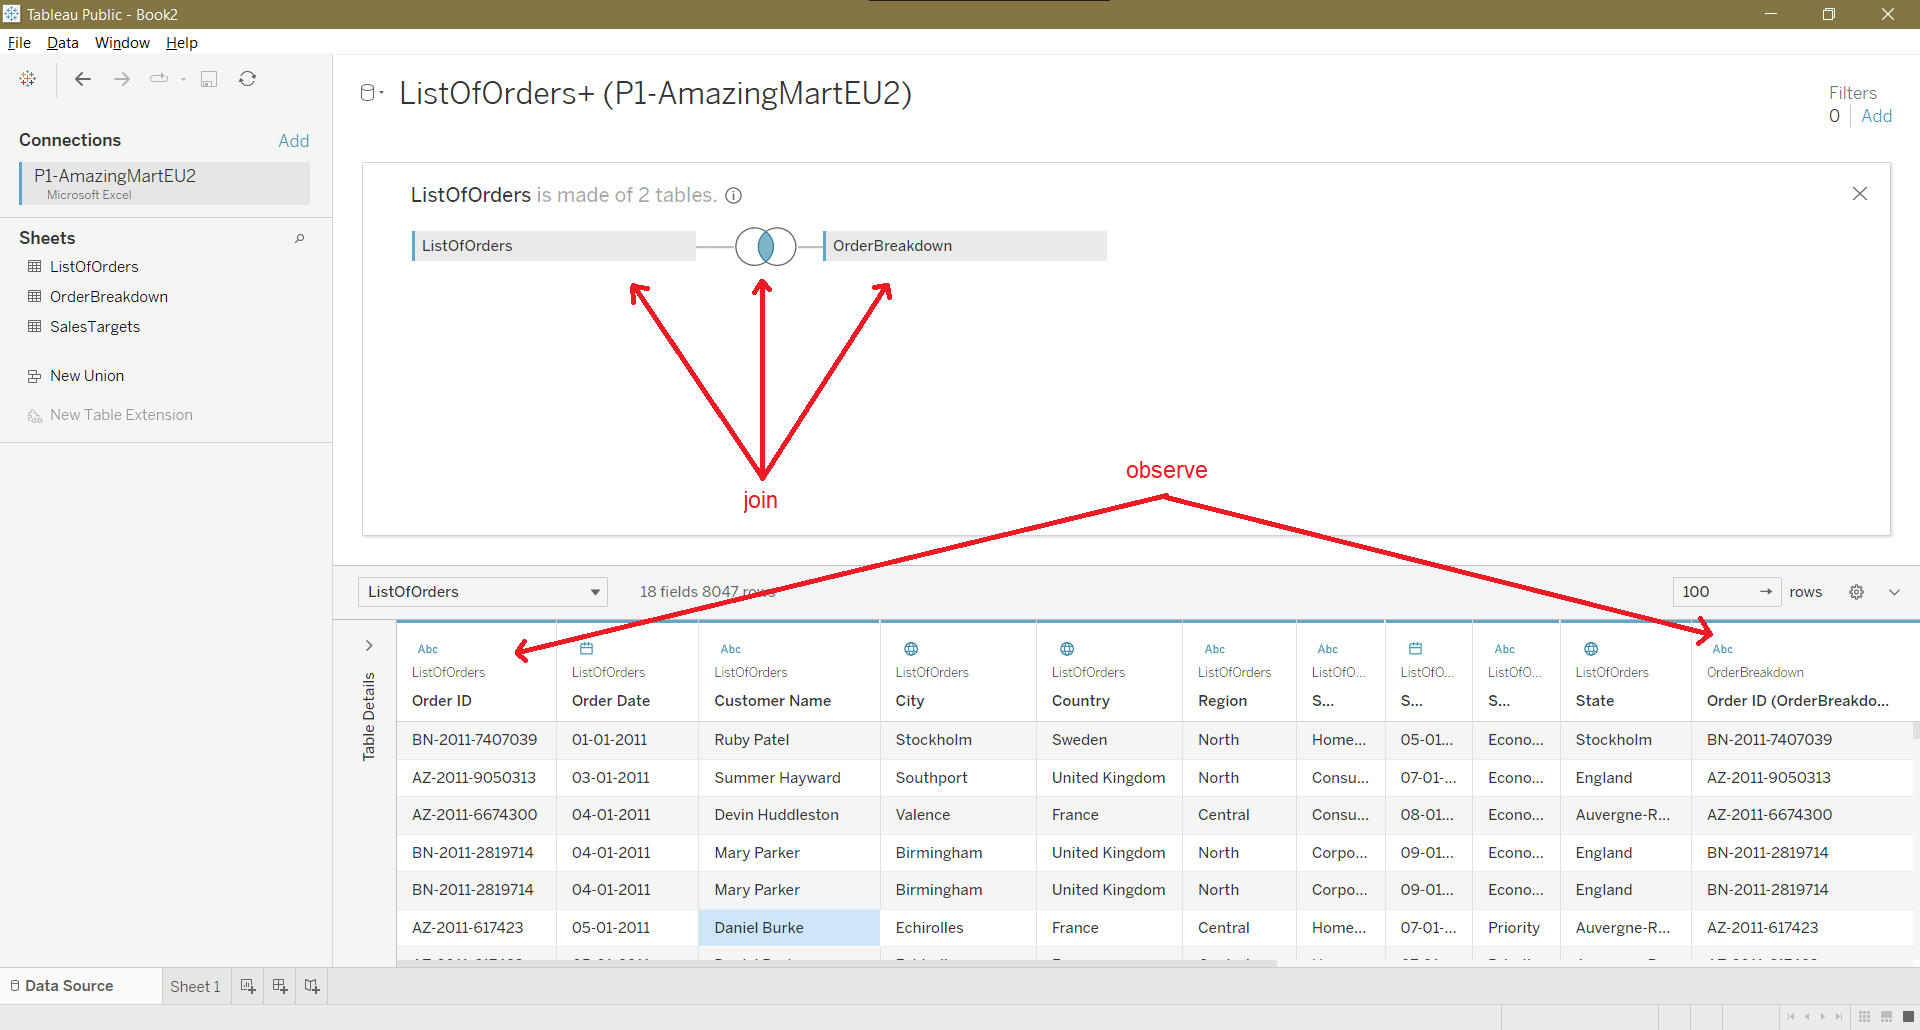 Tableau Public - Book2
File Data Window Help
Connections Add
P1-AmazingMartEU2
Microsoft Excel
Sheets
ListOfOrders
OrderBreakdown
SalesTargets
New Union
New Table Extension
ListOfOrders+ (P1-AmazingMartEU2)
Filters
0 Add
ListOfOrders is made of 2 tables.
ListOfOrders OrderBreakdown
join
observe
ListOfOrders 18 fields 8047 rows 100 rows
Table Details
Abc Abc Abc Abc Abc Abc
ListOfOrders ListOfOrders ListOfOrders ListOfOrders ListOfOrders ListOfOrders ListOfO... ListOfO... ListOfO... ListOfOrders OrderBreakdown
Order ID Order Date Customer Name City Country Region S... S... S... State Order ID (OrderBreakdo...
BN-2011-7407039 01-01-2011 Ruby Patel Stockholm Sweden North Home... 05-01... Econo... Stockholm BN-2011-7407039
AZ-2011-9050313 03-01-2011 Summer Hayward Southport United Kingdom North Consu... 07-01-... Econo... England AZ-2011-9050313
AZ-2011-6674300 04-01-2011 Devin Huddleston Valence France Central Consu... 08-01... Econo... Auvergne-R... AZ-2011-6674300
BN-2011-2819714 04-01-2011 Mary Parker Birmingham United Kingdom North Corpo... 09-01... Econo... England BN-2011-2819714
BN-2011-2819714 04-01-2011 Mary Parker Birmingham United Kingdom North Corpo... 09-01... Econo... England BN-2011-2819714
AZ-2011-617423 05-01-2011 Daniel Burke Echirolles France Central Home... 07-01-... Priority Auvergne-R... AZ-2011-617423
Data Source Sheet 1